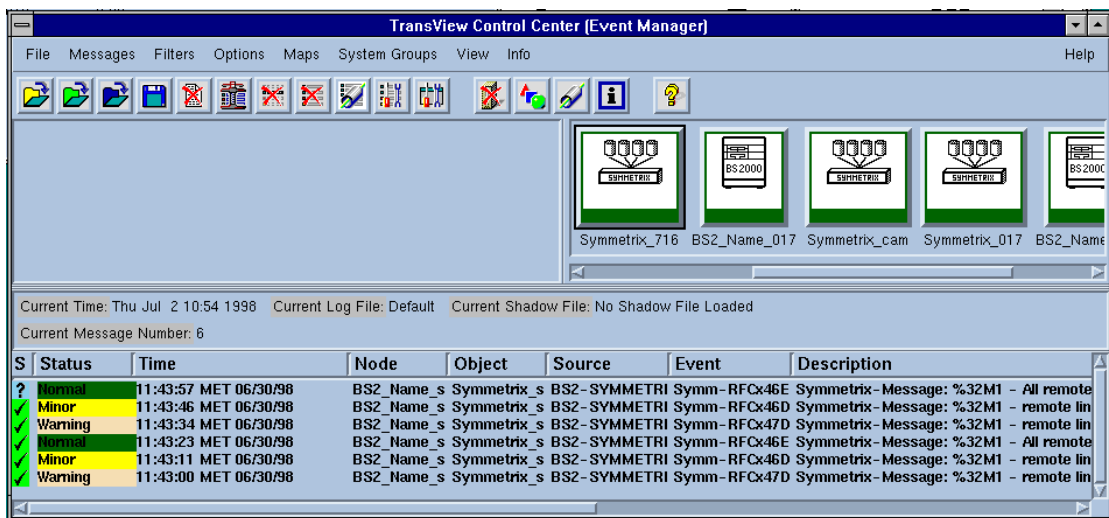 TransView Control Center (Event Manager)
File Messages Filters Options Maps System Groups View Info Help
SYMMETRIX BS2000 SYMMETRIX SYMMETRIX BS2000
Symmetrix_716 BS2_Name_017 Symmetrix_cam Symmetrix_017 BS2_Name
Current Time: Thu Jul 2 10:54 1998 Current Log File: Default Current Shadow File: No Shadow File Loaded
Current Message Number: 6
S Status Time Node Object Source Event Description
? Normal 11:43:57 MET 06/30/98 BS2_Name_s Symmetrix_s BS2-SYMMETRI Symm-RFCx46E Symmetrix-Message: %32M1 - All remote
Minor 11:43:46 MET 06/30/98 BS2_Name_s Symmetrix_s BS2-SYMMETRI Symm-RFCx46D Symmetrix-Message: %32M1 - remote lin
Warning 11:43:34 MET 06/30/98 BS2_Name_s Symmetrix_s BS2-SYMMETRI Symm-RFCx47D Symmetrix-Message: %32M1 - remote lin
Normal 11:43:23 MET 06/30/98 BS2_Name_s Symmetrix_s BS2-SYMMETRI Symm-RFCx46E Symmetrix-Message: %32M1 - All remote
Minor 11:43:11 MET 06/30/98 BS2_Name_s Symmetrix_s BS2-SYMMETRI Symm-RFCx46D Symmetrix-Message: %32M1 - remote lin
Warning 11:43:00 MET 06/30/98 BS2_Name_s Symmetrix_s BS2-SYMMETRI Symm-RFCx47D Symmetrix-Message: %32M1 - remote lin